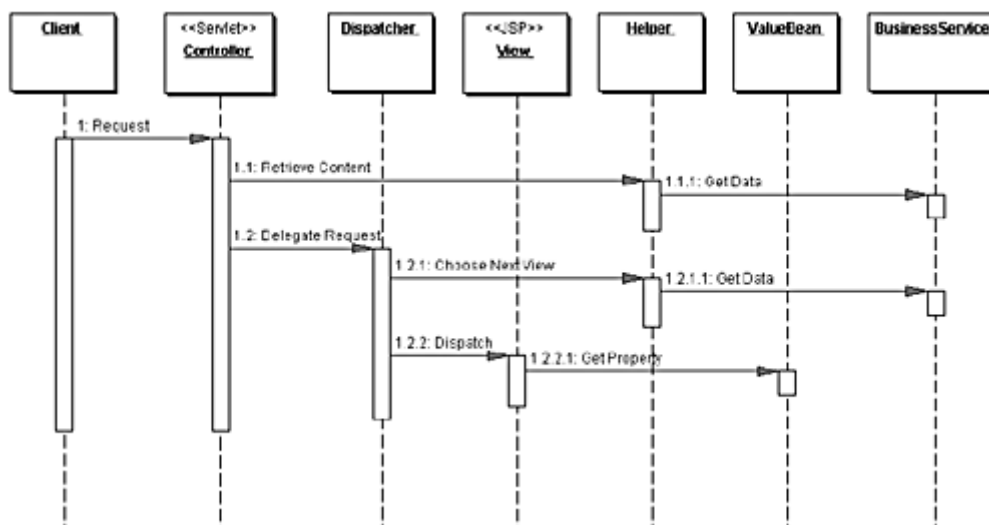 Client
<<Servlet>>
Controller
Dispatcher
<<JSP>>
View
Helper
ValueBean
BusinessService
1: Request
1.1: Retrieve Content
1.1.1: Get Data
1.2: Delegate Request
1.2.1: Choose Next View
1.2.1.1: Get Data
1.2.2: Dispatch
1.2.2.1: Get Property